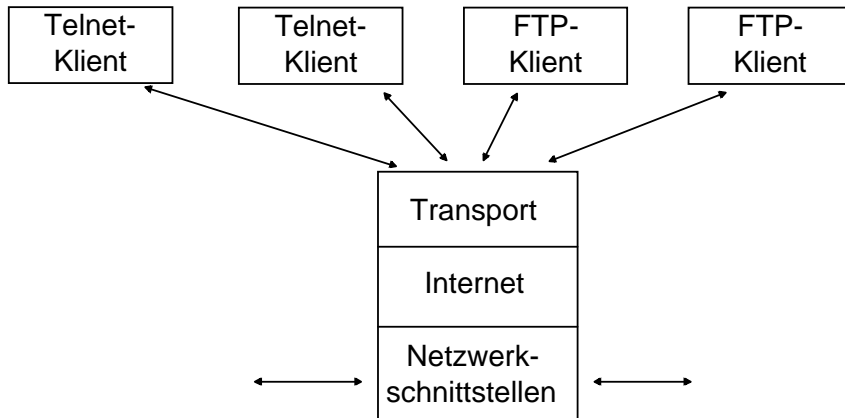 Telnet-
Klient
Telnet-
Klient
FTP-
Klient
FTP-
Klient
Transport
Internet
Netzwerk-
schnittstellen